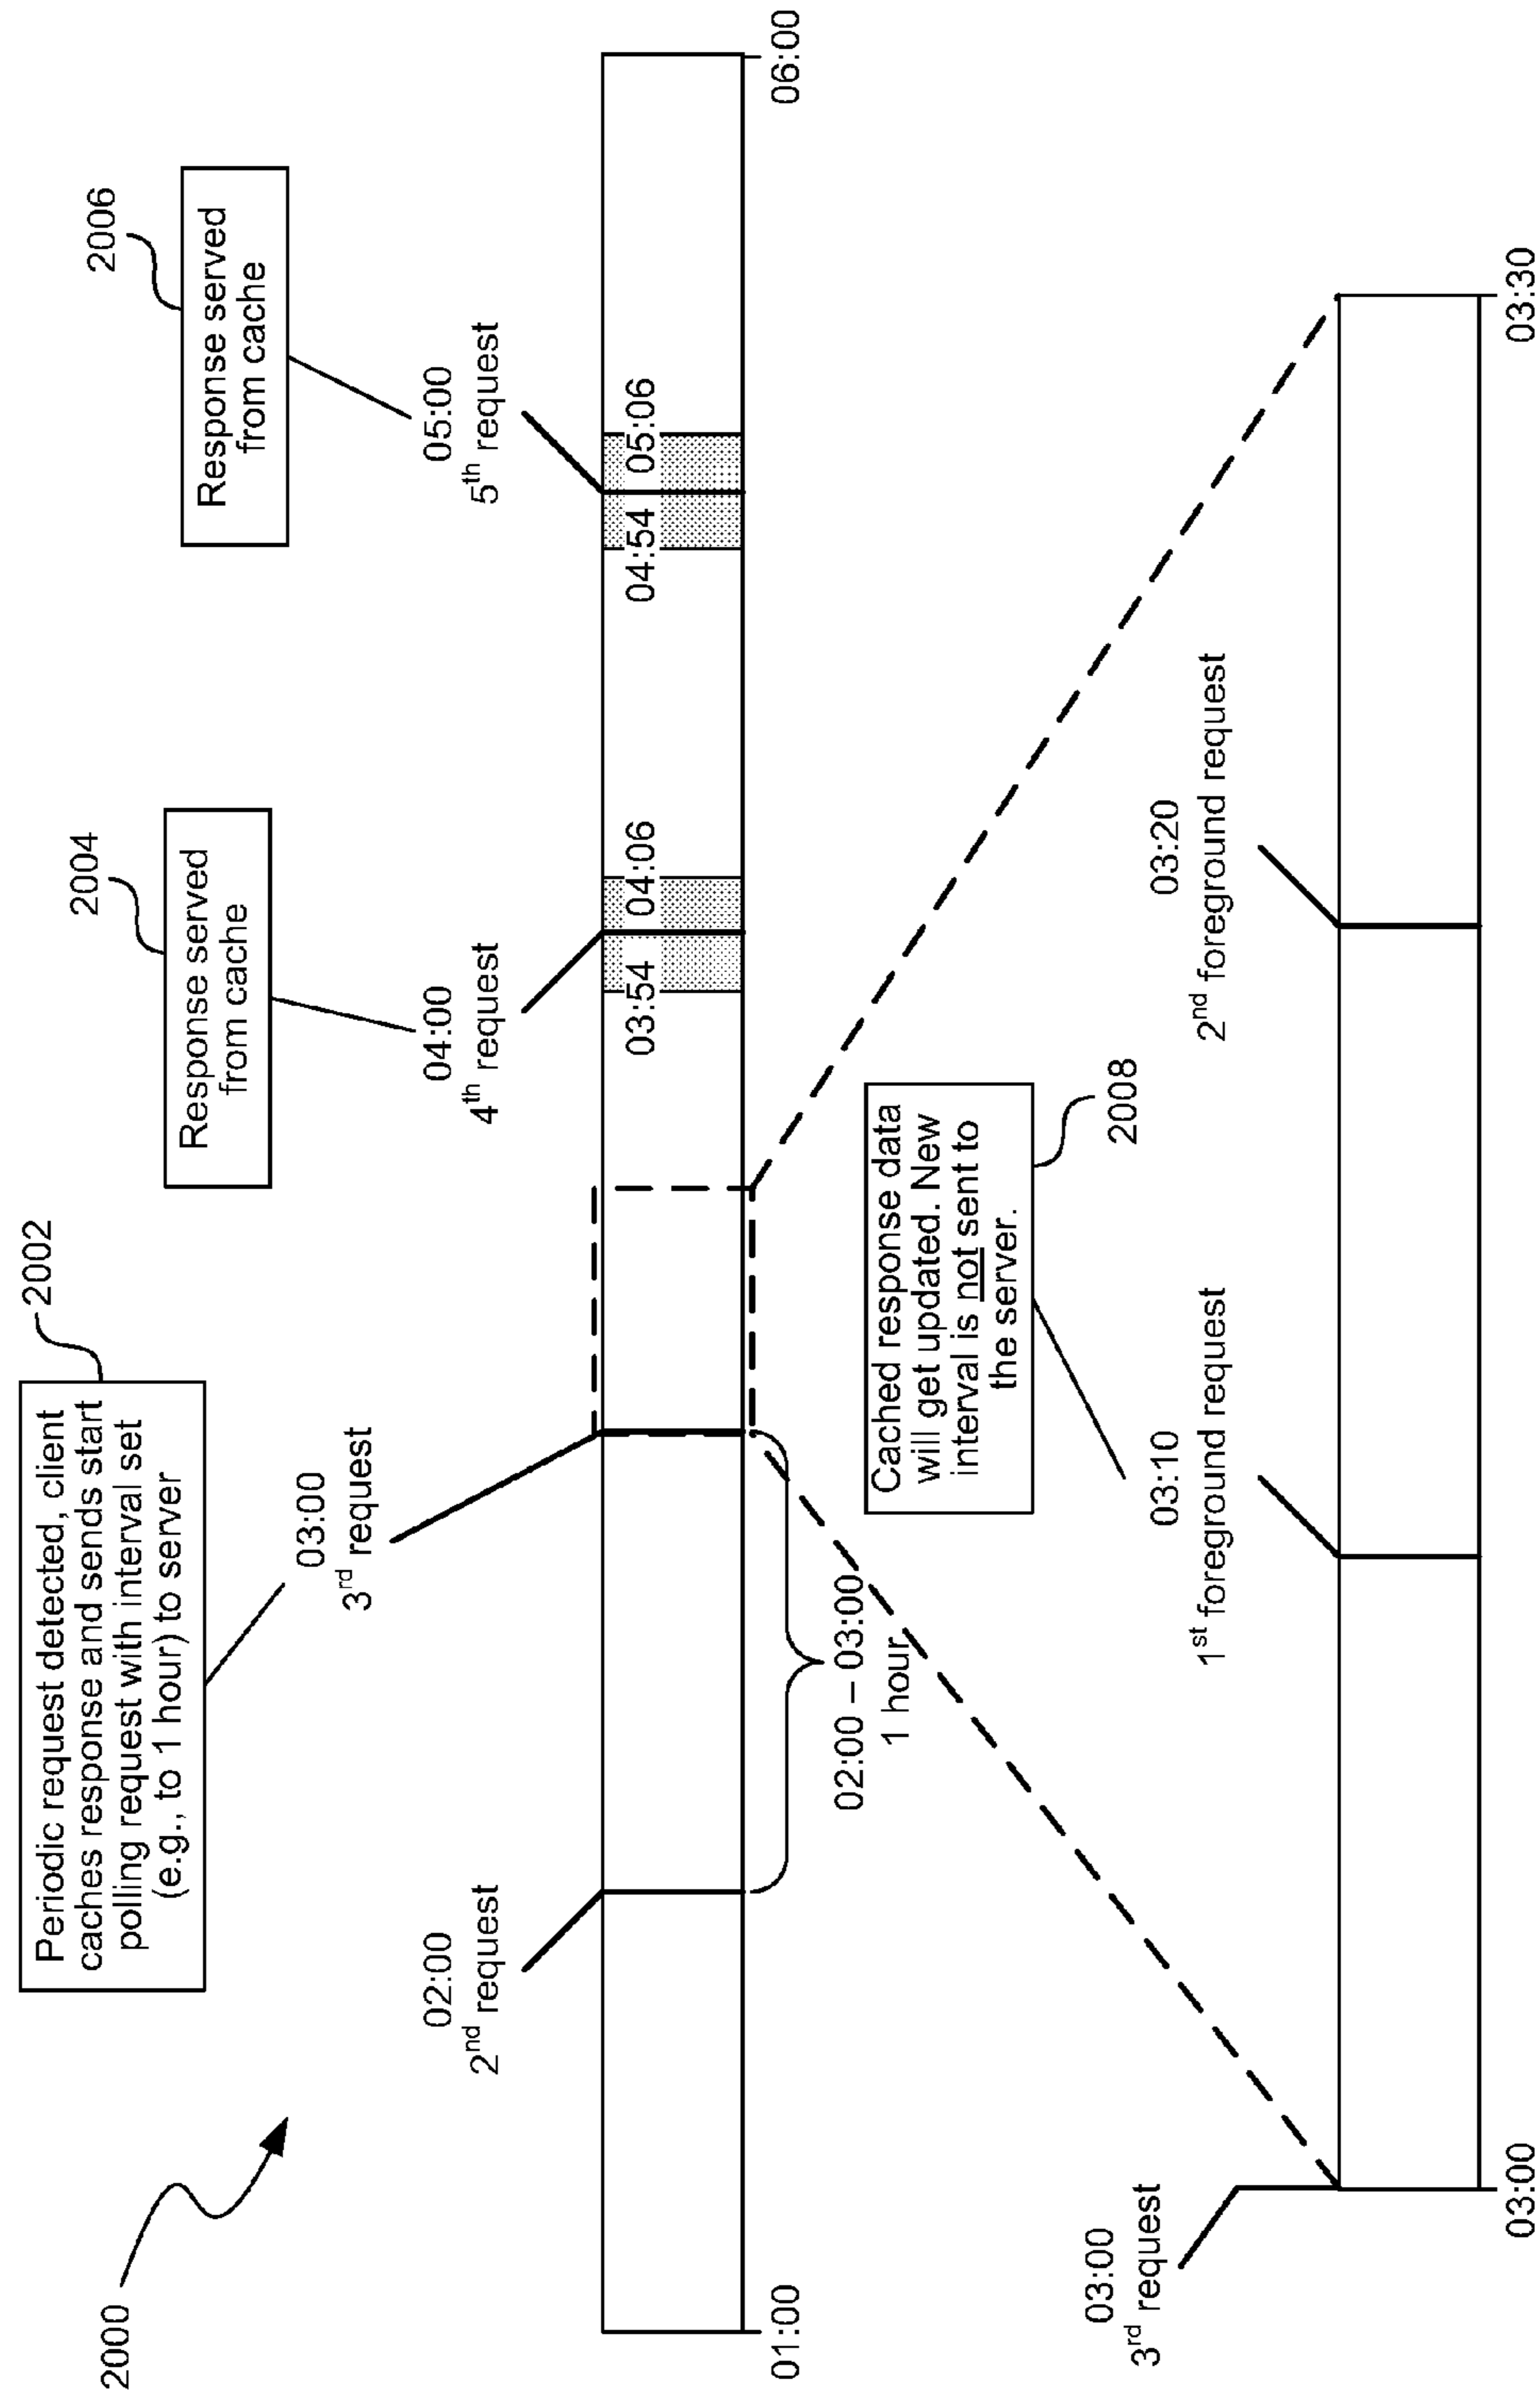 2000
2002
Periodic request detected, client
caches response and sends start
polling request with interval set
(e.g., to 1 hour) to server
2004
Response served
from cache
2006
Response served
from cache
02:00
2nd request
03:00
3rd request
04:00
4th request
05:00
5th request
03:54 04:06
04:54 05:06
01:00
06:00
02:00 – 03:00
1 hour
Cached response data
will get updated. New
interval is not sent to
the server.
2008
03:00
3rd request
03:10
1st foreground request
03:20
2nd foreground request
03:00
03:30